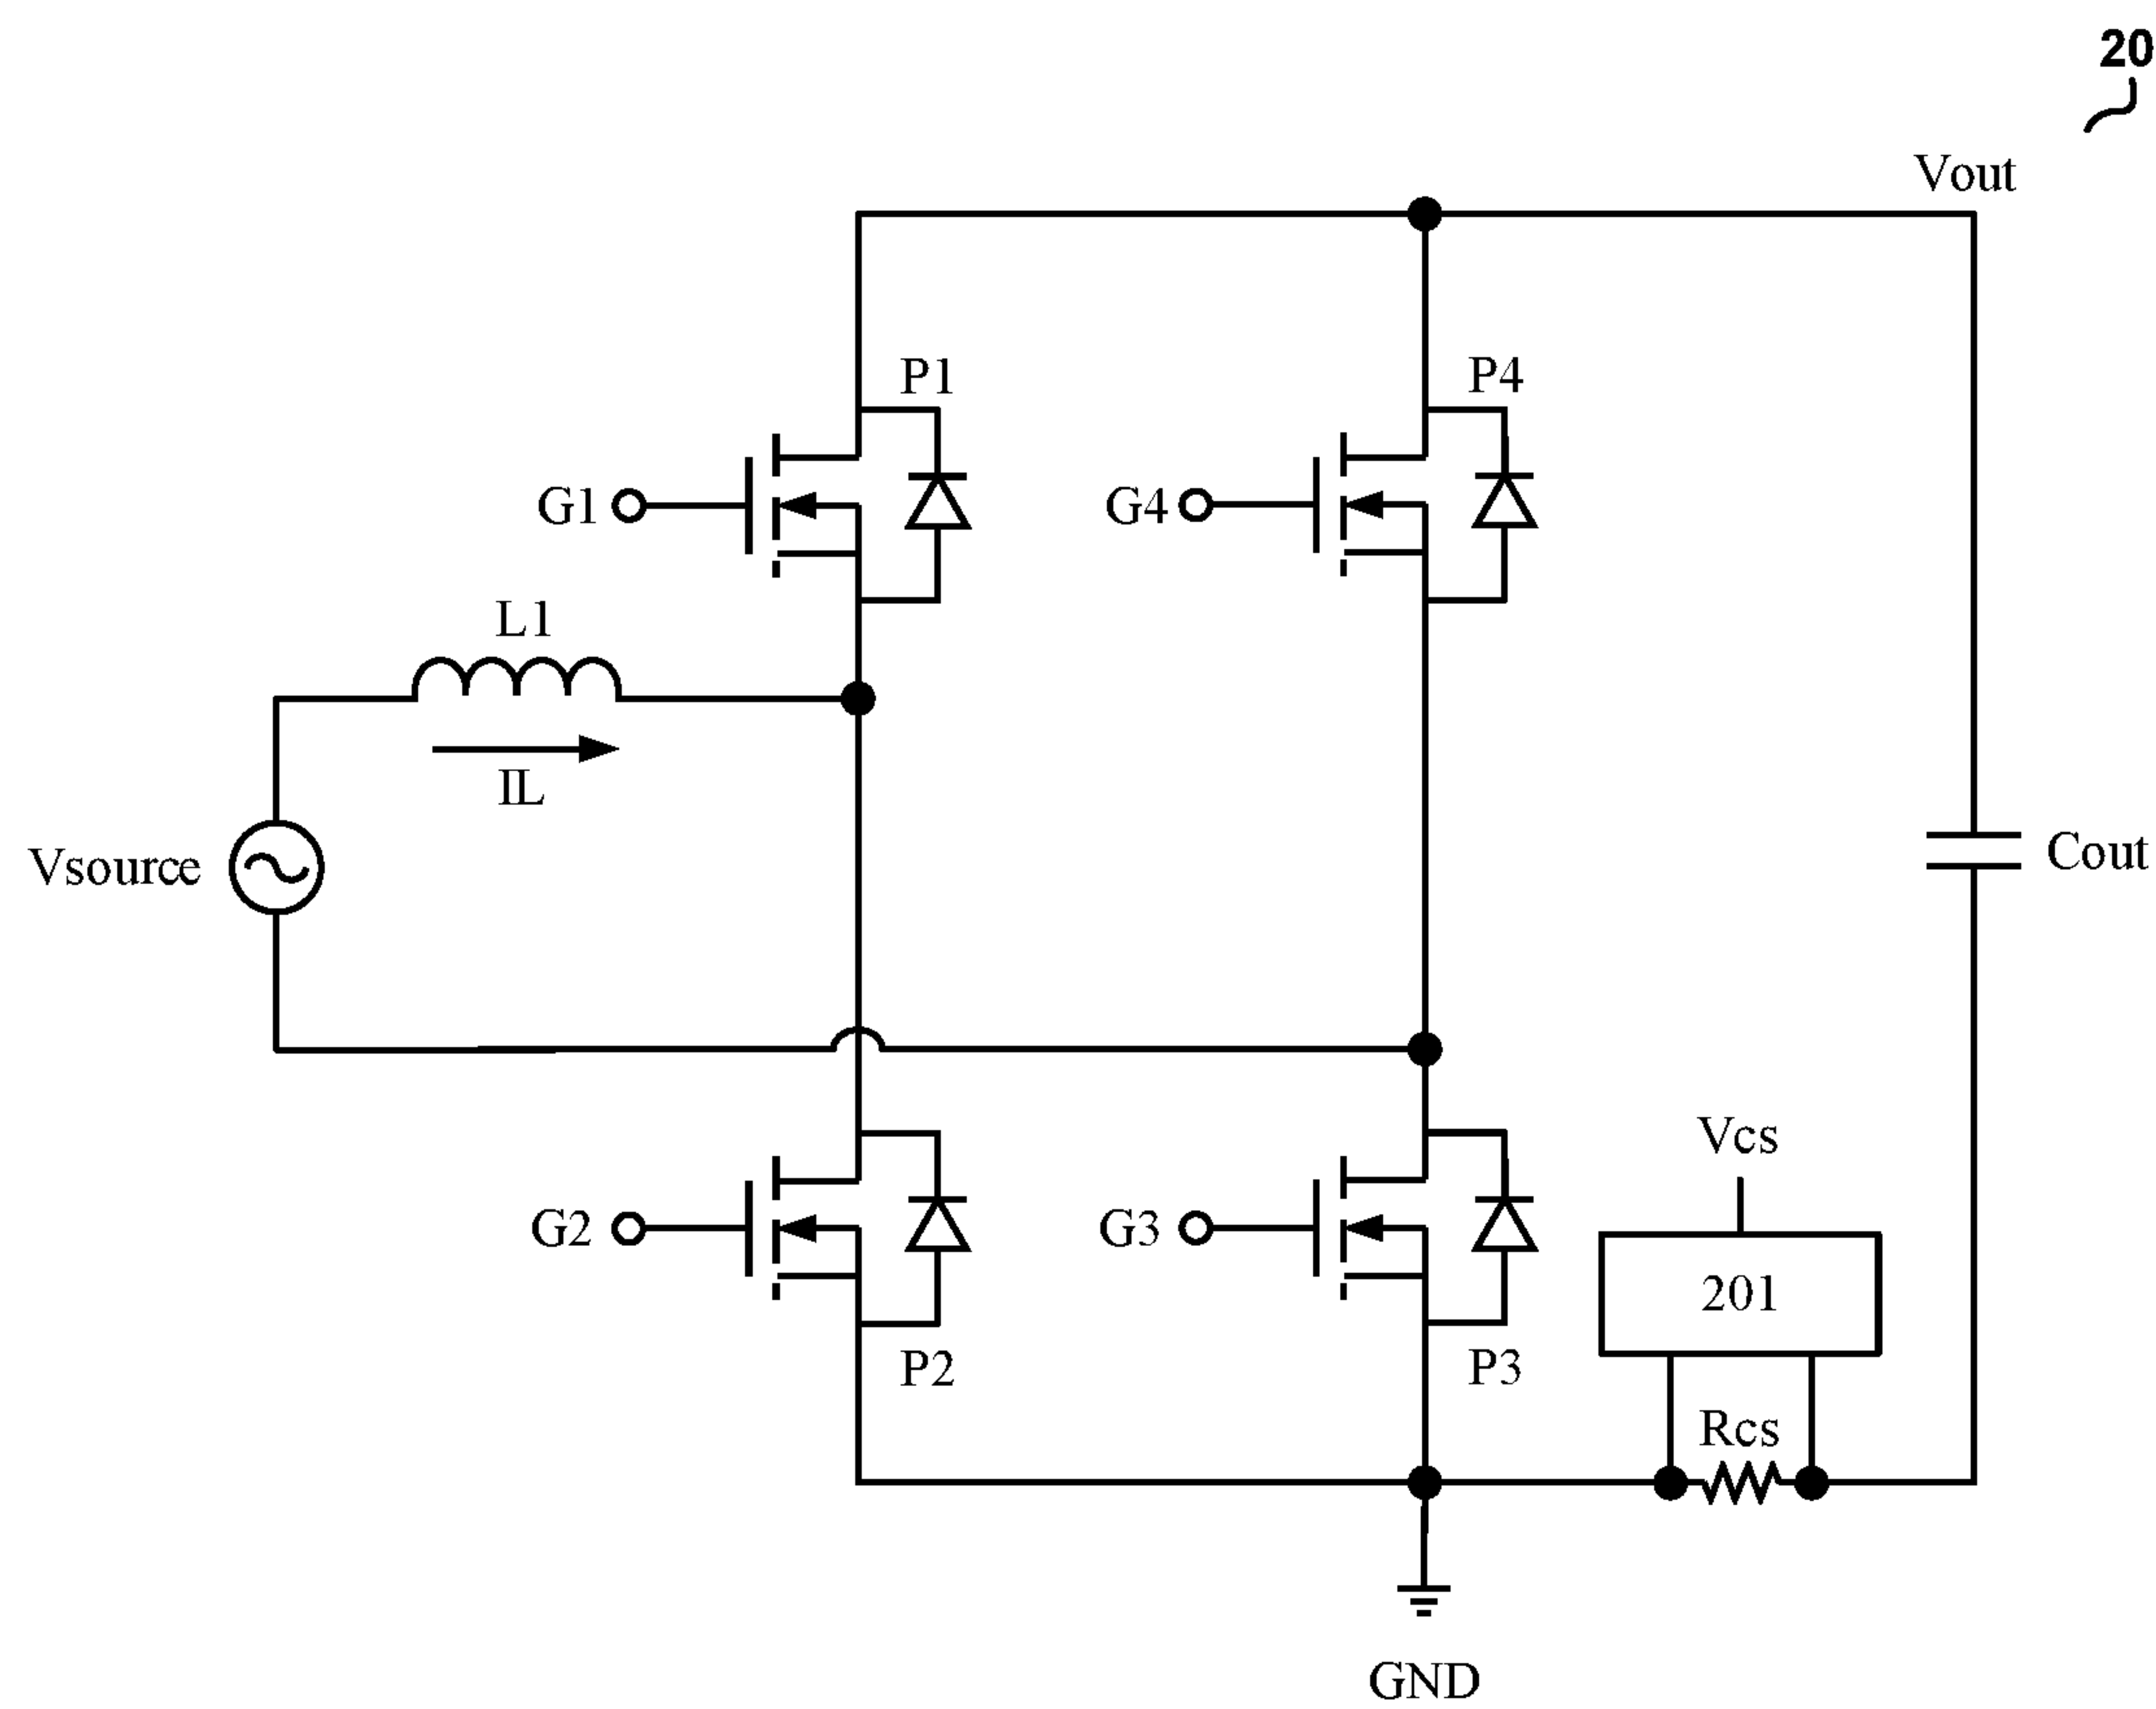 20
Vout
P1
P4
G1
G4
L1
IL
Vsource
Cout
Vcs
G2
G3
201
P2
P3
Rcs
GND